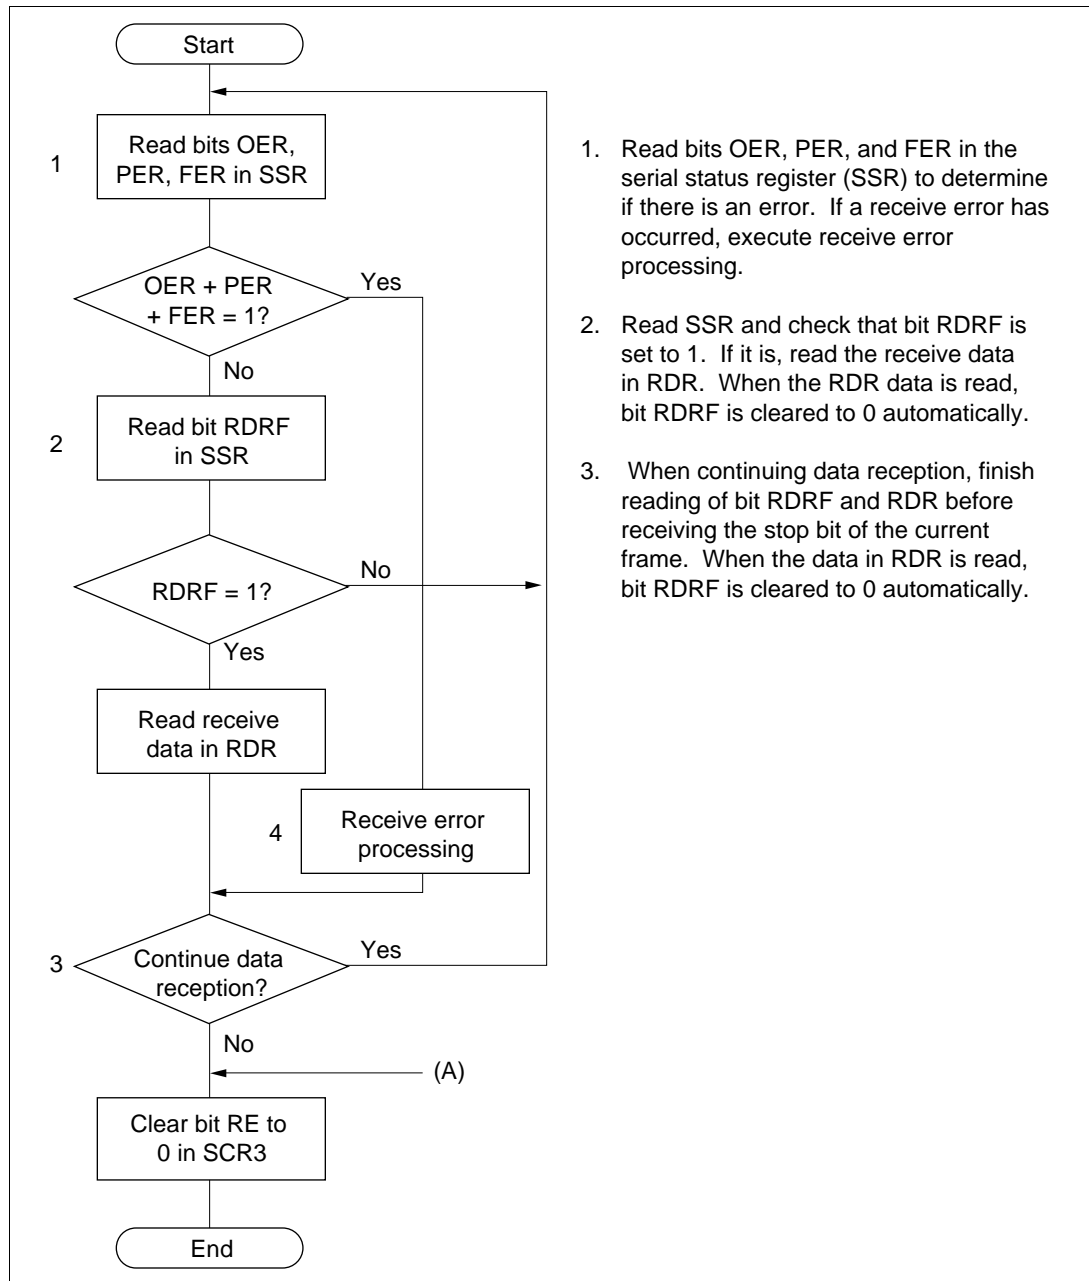 Start
1
Read bits OER,
PER, FER in SSR
OER + PER
+ FER = 1?
Yes
No
2
Read bit RDRF
in SSR
RDRF = 1?
No
Yes
Read receive
data in RDR
4
Receive error
processing
3
Continue data
reception?
Yes
No
(A)
Clear bit RE to
0 in SCR3
End
1. Read bits OER, PER, and FER in the
serial status register (SSR) to determine
if there is an error. If a receive error has
occurred, execute receive error
processing.
2. Read SSR and check that bit RDRF is
set to 1. If it is, read the receive data
in RDR. When the RDR data is read,
bit RDRF is cleared to 0 automatically.
3. When continuing data reception, finish
reading of bit RDRF and RDR before
receiving the stop bit of the current
frame. When the data in RDR is read,
bit RDRF is cleared to 0 automatically.